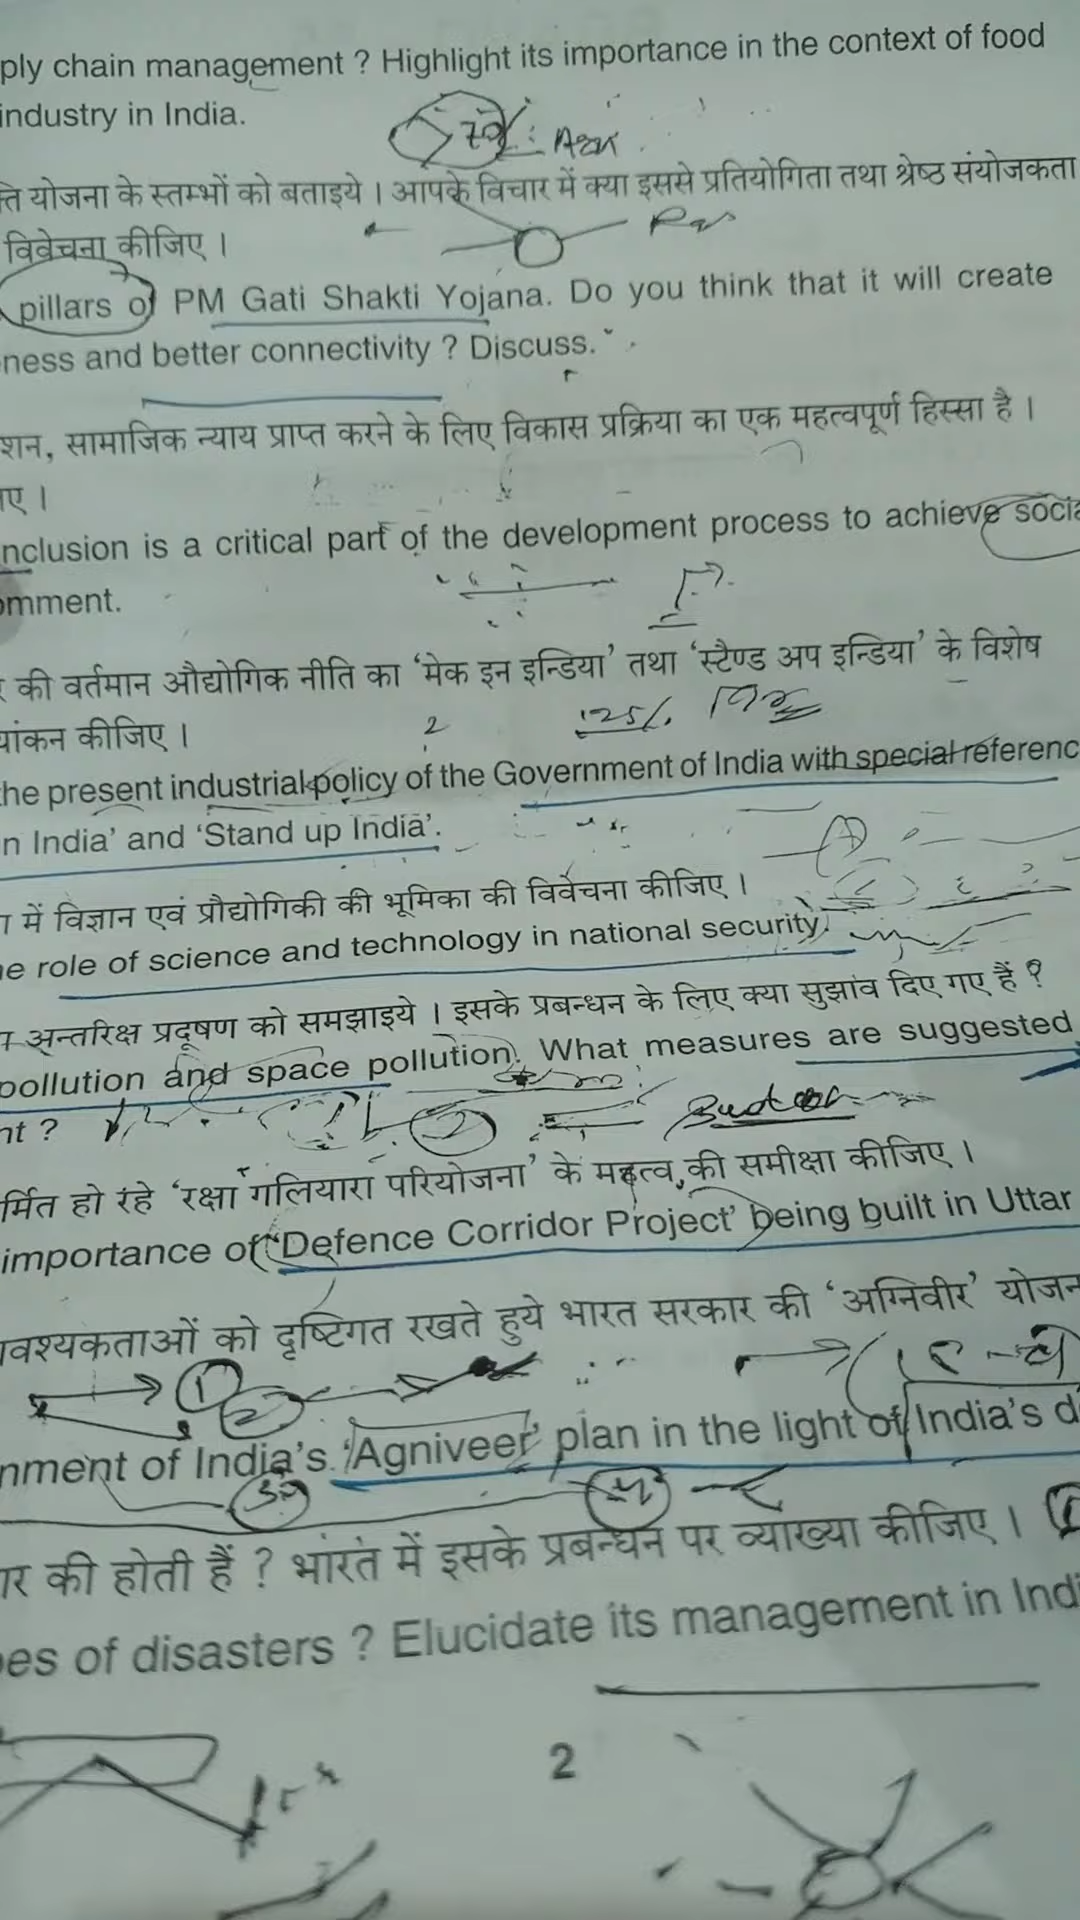 ply chain management ? Highlight its importance in the context of food
industry in India.
ति योजना के स्तम्भों को बताइये । आपके विचार में क्या इससे प्रतियोगिता तथा श्रेष्ठ संयोजकता
विवेचना कीजिए ।
pillars of PM Gati Shakti Yojana. Do you think that it will create
ness and better connectivity ? Discuss.
शन, सामाजिक न्याय प्राप्त करने के लिए विकास प्रक्रिया का एक महत्वपूर्ण हिस्सा है ।
ए ।
nclusion is a critical part of the development process to achieve socia
omment.
की वर्तमान औद्योगिक नीति का ‘मेक इन इन्डिया’ तथा ‘स्टैण्ड अप इन्डिया’ के विशेष
यांकन कीजिए ।
2
the present industrial policy of the Government of India with special referenc
n India’ and ‘Stand up India’.
में विज्ञान एवं प्रौद्योगिकी की भूमिका की विवेचना कीजिए ।
e role of science and technology in national security.
अन्तरिक्ष प्रदूषण को समझाइये । इसके प्रबन्धन के लिए क्या सुझाव दिए गए हैं ?
pollution and space pollution. What measures are suggested
nt ?
र्मित हो रहे ‘रक्षा गलियारा परियोजना’ के महत्व की समीक्षा कीजिए ।
importance of ‘Defence Corridor Project’ being built in Uttar
वश्यकताओं को दृष्टिगत रखते हुये भारत सरकार की ‘अग्निवीर’ योजन
1
2
nment of India’s ‘Agniveer’ plan in the light of India’s d
ार की होती हैं ? भारत में इसके प्रबन्धन पर व्याख्या कीजिए ।
es of disasters ? Elucidate its management in Indi
2